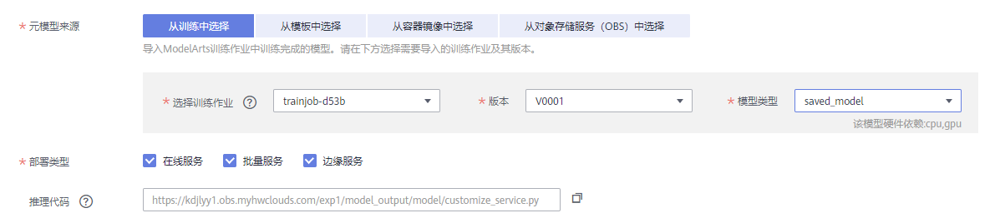 * 元模型来源 从训练中选择 从模板中选择 从容器镜像中选择 从对象存储服务（OBS）中选择
导入ModelArts训练作业中训练完成的模型。请在下方选择需要导入的训练作业及其版本。
* 选择训练作业 ? trainjob-d53b * 版本 V0001 * 模型类型 saved_model
该模型硬件依赖:cpu,gpu
* 部署类型 在线服务 批量服务 边缘服务
推理代码 ? https://kdjlyy1.obs.myhwclouds.com/exp1/model_output/model/customize_service.py